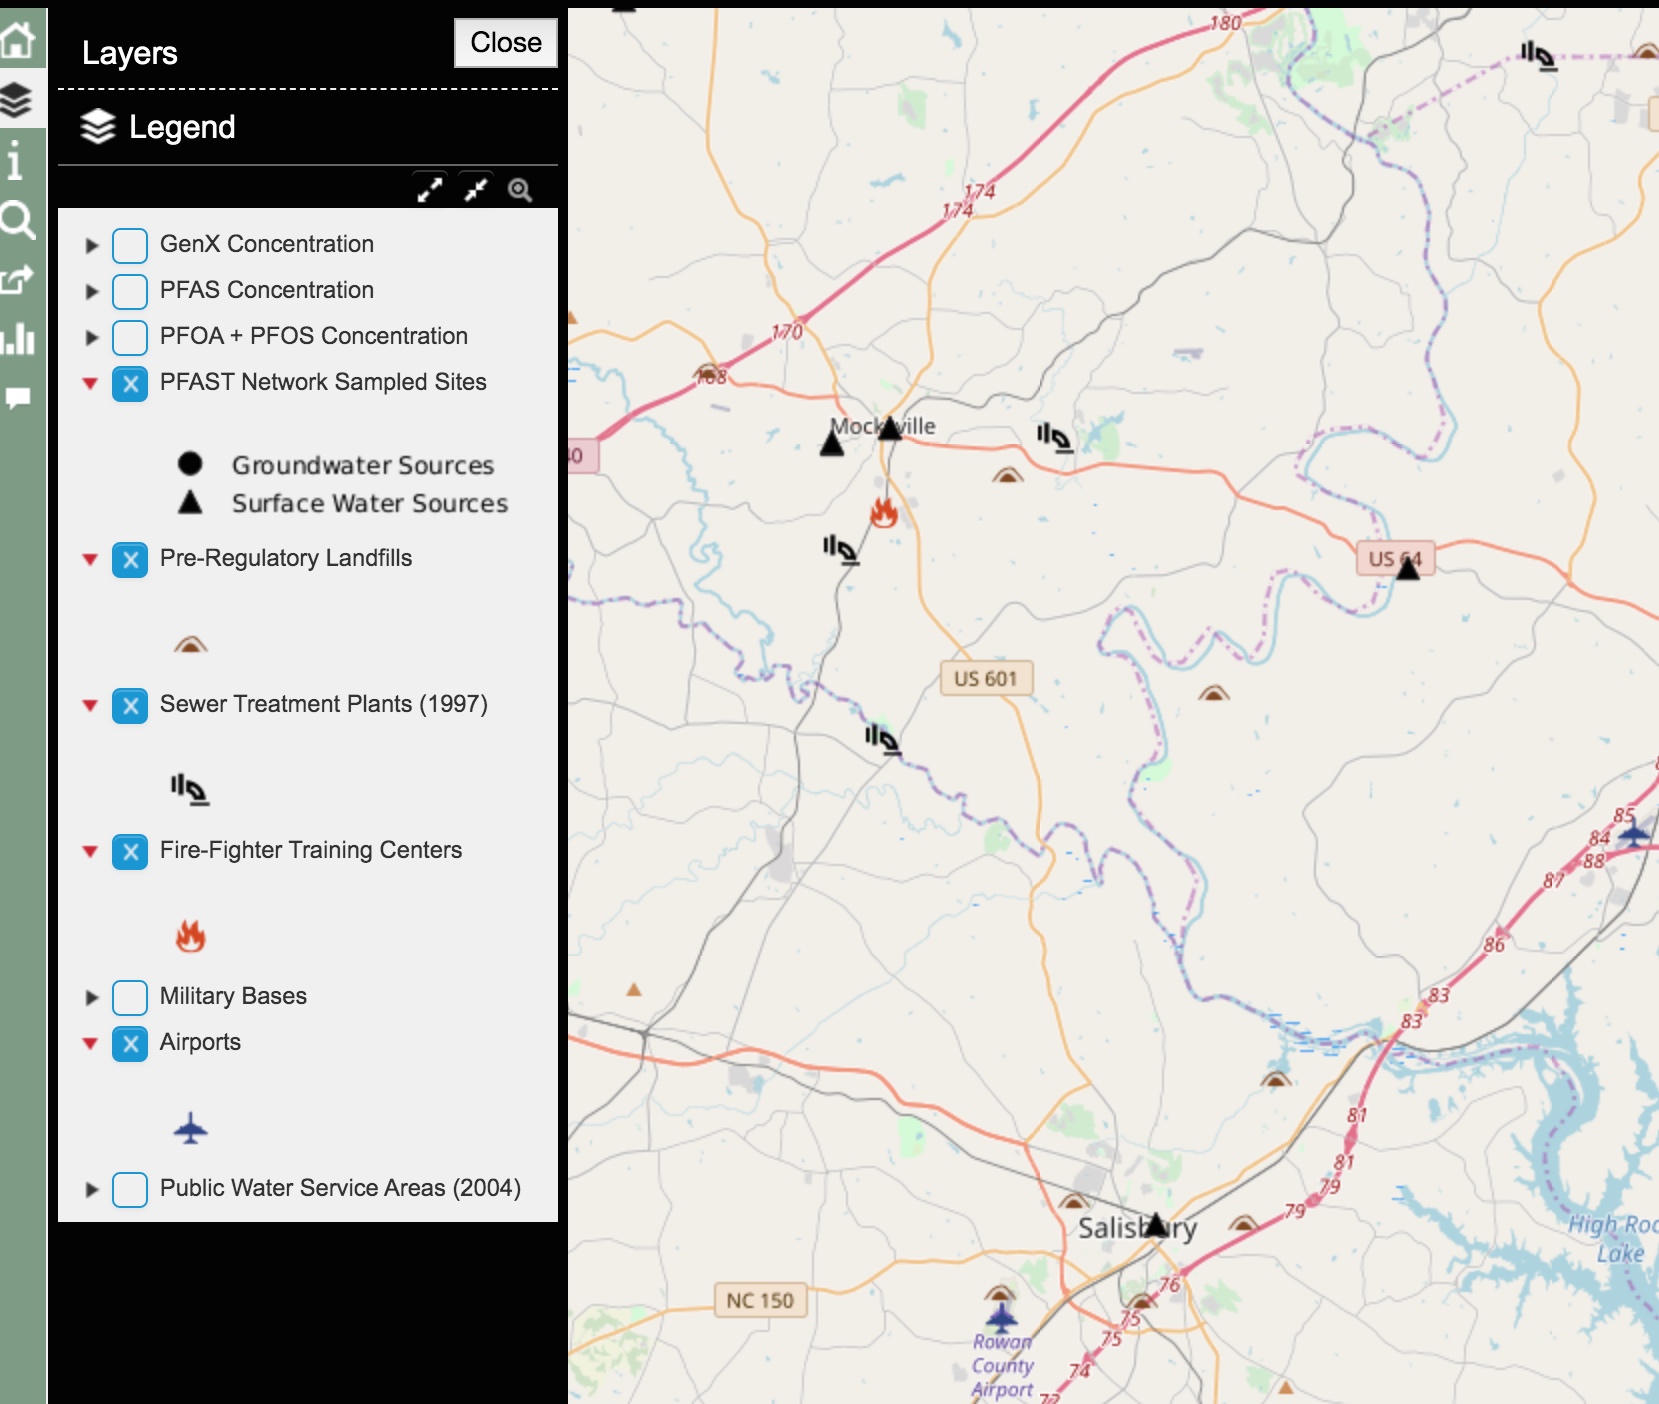 Layers
Close
Legend
GenX Concentration
PFAS Concentration
PFOA + PFOS Concentration
PFAST Network Sampled Sites
Groundwater Sources
Surface Water Sources
Pre-Regulatory Landfills
Sewer Treatment Plants (1997)
Fire-Fighter Training Centers
Military Bases
Airports
Public Water Service Areas (2004)
180
174
174
170
168
US 64
US 601
85
84
88
87
86
83
83
81
81
79
79
Salisbury
High Roc
Lake
76
NC 150
75
75
Rowan
County
Airport
74